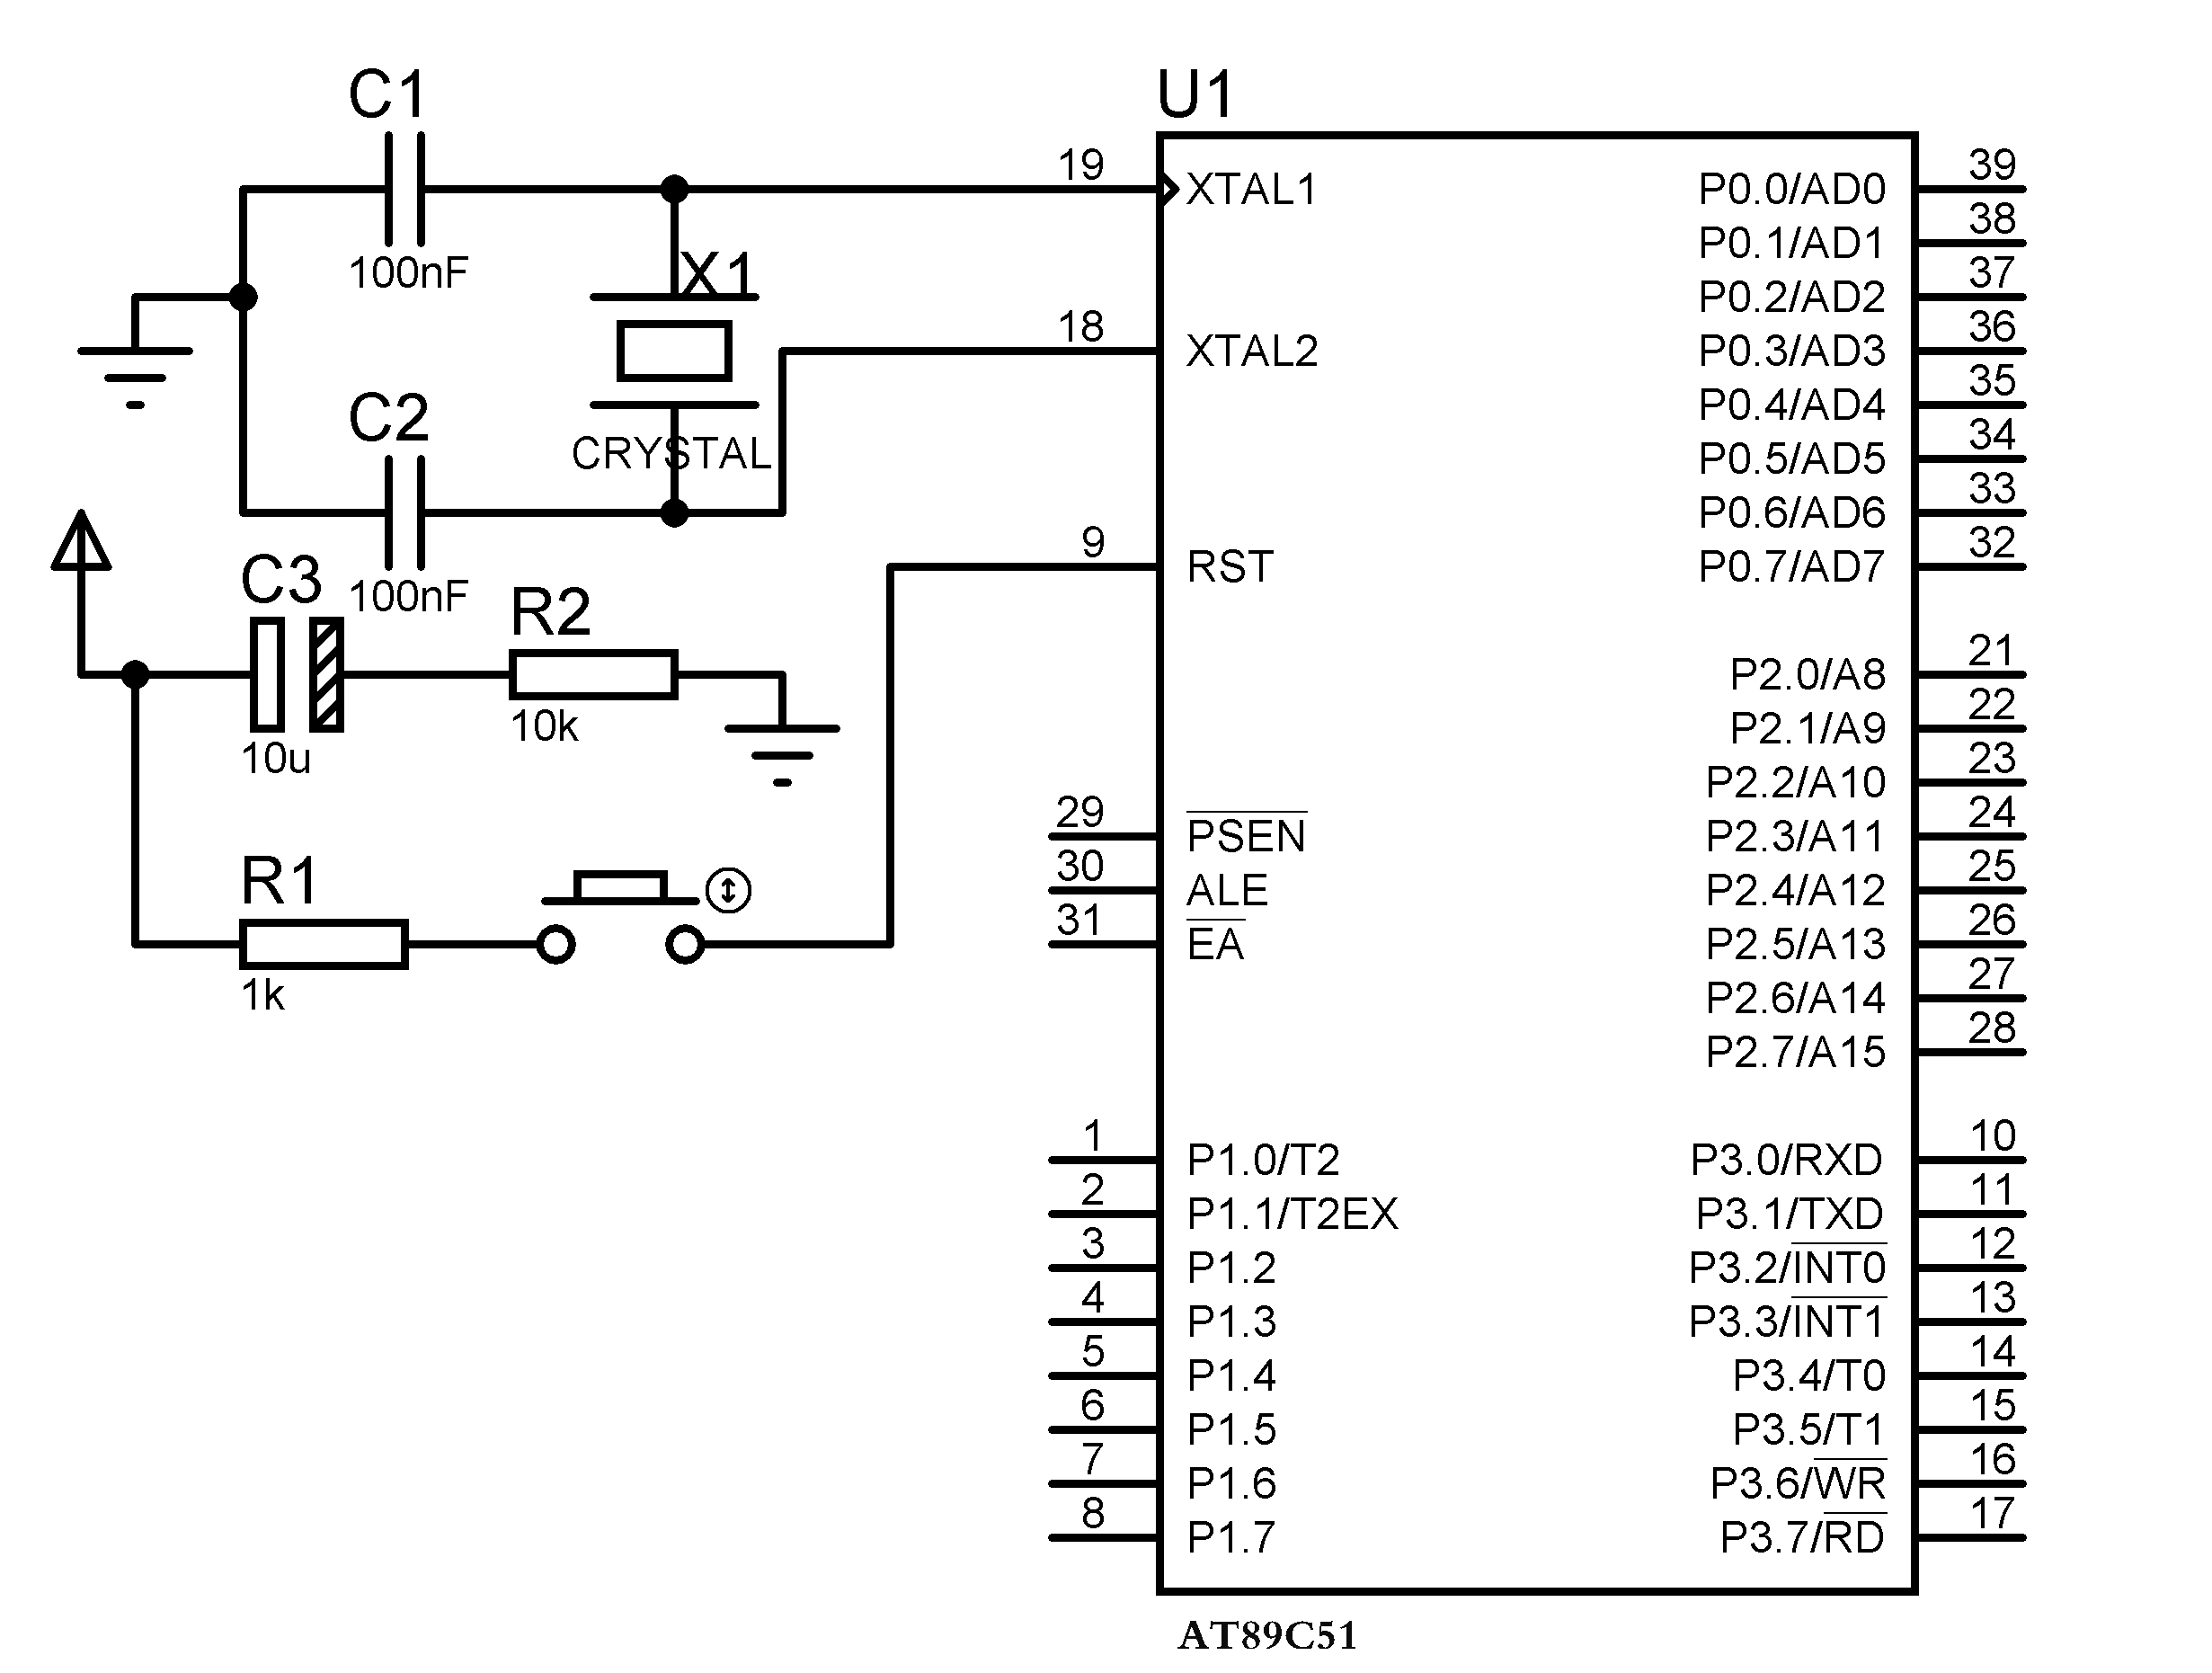 C1
100nF
X1
CRYSTAL
C2
100nF
C3
10u
R2
10k
R1
1k
U1
19 XTAL1
18 XTAL2
9 RST
29 PSEN
30 ALE
31 EA
1 P1.0/T2
2 P1.1/T2EX
3 P1.2
4 P1.3
5 P1.4
6 P1.5
7 P1.6
8 P1.7
P0.0/AD0 39
P0.1/AD1 38
P0.2/AD2 37
P0.3/AD3 36
P0.4/AD4 35
P0.5/AD5 34
P0.6/AD6 33
P0.7/AD7 32
P2.0/A8 21
P2.1/A9 22
P2.2/A10 23
P2.3/A11 24
P2.4/A12 25
P2.5/A13 26
P2.6/A14 27
P2.7/A15 28
P3.0/RXD 10
P3.1/TXD 11
P3.2/INT0 12
P3.3/INT1 13
P3.4/T0 14
P3.5/T1 15
P3.6/WR 16
P3.7/RD 17
AT89C51